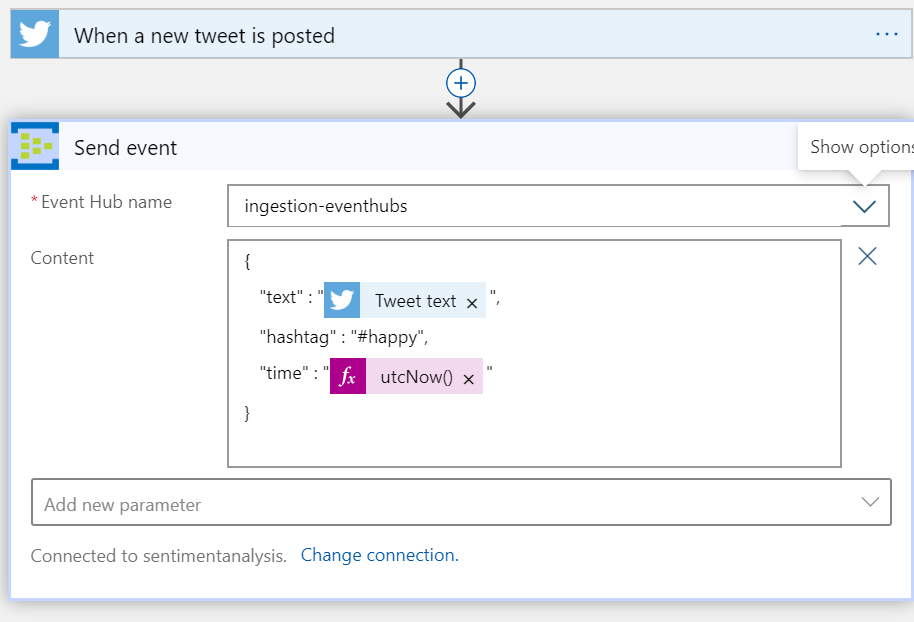 When a new tweet is posted
Send event
Show options
* Event Hub name
ingestion-eventhubs
Content
{
"text" : " Tweet text × ",
"hashtag" : "#happy",
"time" : " fx utcNow() × "
}
Add new parameter
Connected to sentimentanalysis. Change connection.